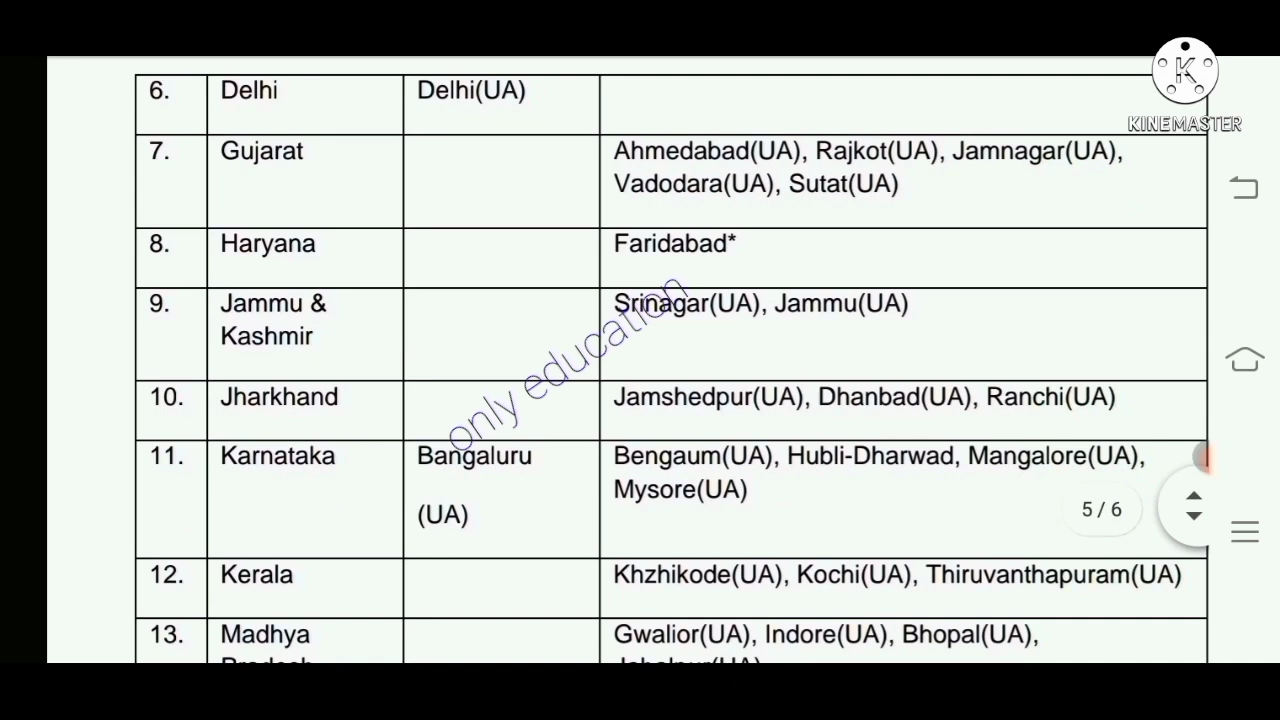 6. Delhi Delhi(UA)
KINEMASTER
7. Gujarat Ahmedabad(UA), Rajkot(UA), Jamnagar(UA),
Vadodara(UA), Sutat(UA)
8. Haryana Faridabad*
9. Jammu & Srinagar(UA), Jammu(UA)
Kashmir
only education
10. Jharkhand Jamshedpur(UA), Dhanbad(UA), Ranchi(UA)
11. Karnataka Bangaluru Bengaum(UA), Hubli-Dharwad, Mangalore(UA),
Mysore(UA)
(UA)
5 / 6
12. Kerala Khzhikode(UA), Kochi(UA), Thiruvanthapuram(UA)
13. Madhya Gwalior(UA), Indore(UA), Bhopal(UA),